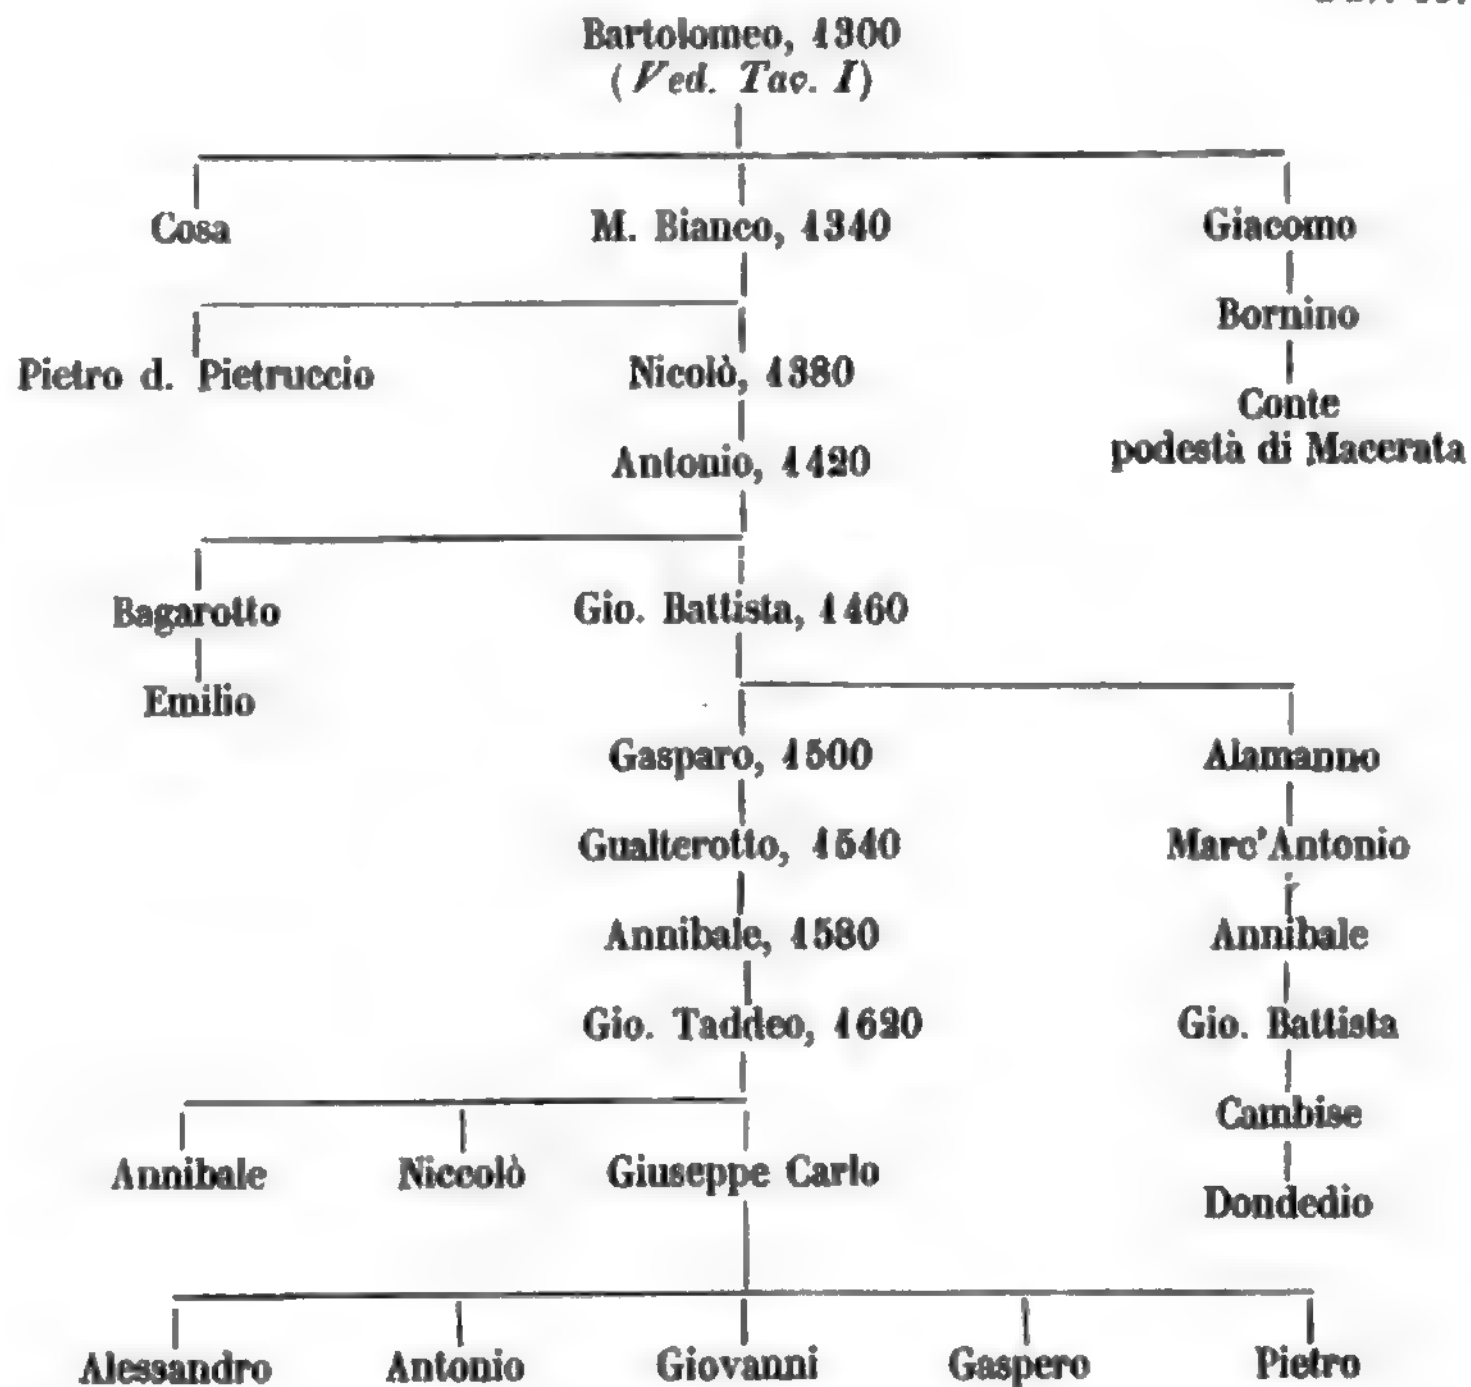 Bartolomeo, 1300
(Ved. Tav. I)
Cosa M. Bianco, 1340 Giacomo
Bornino
Pietro d. Pietruccio Nicolò, 1380
Conte
podestà di Macerata
Antonio, 1420
Bagarotto Gio. Battista, 1460
Emilio
Gasparo, 1500 Alamanno
Gualterotto, 1540 Marc'Antonio
Annibale, 1580 Annibale
Gio. Taddeo, 1620 Gio. Battista
Cambise
Annibale Niccolò Giuseppe Carlo
Dondedio
Alessandro Antonio Giovanni Gaspero Pietro